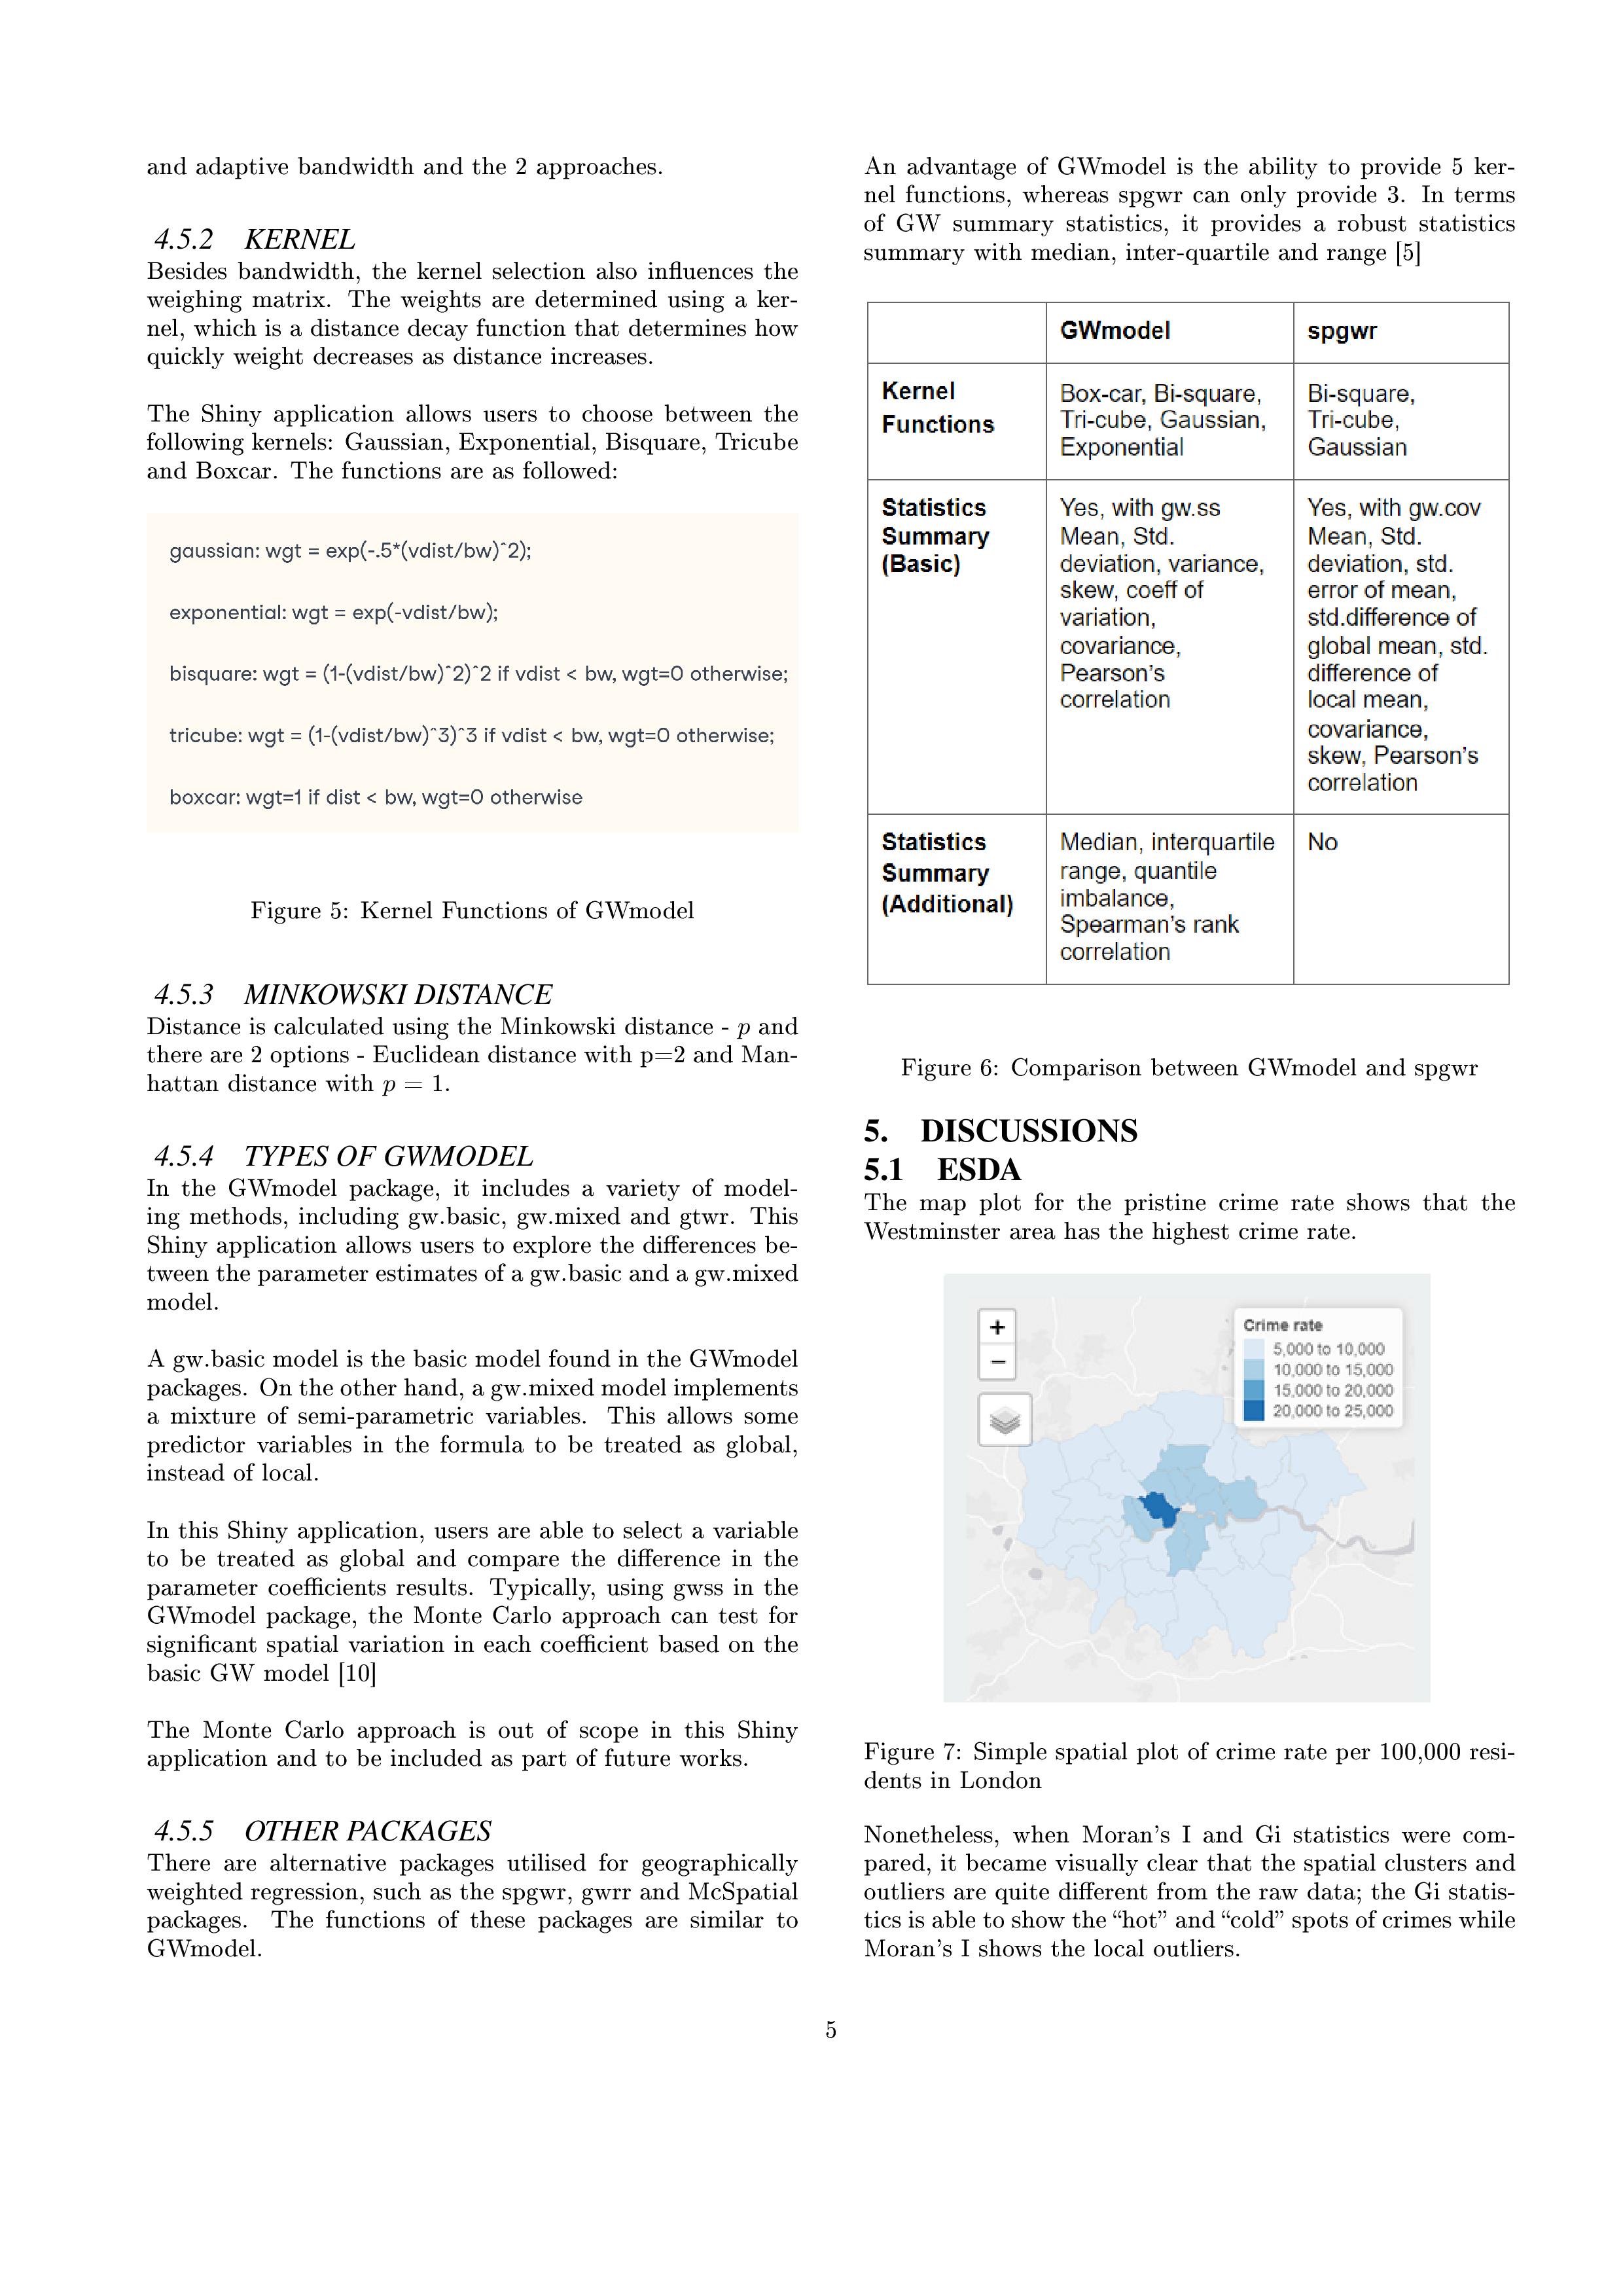 and adaptive bandwidth and the 2 approaches.
4.5.2 KERNEL
Besides bandwidth, the kernel selection also influences the
weighing matrix. The weights are determined using a ker-
nel, which is a distance decay function that determines how
quickly weight decreases as distance increases.
The Shiny application allows users to choose between the
following kernels: Gaussian, Exponential, Bisquare, Tricube
and Boxcar. The functions are as followed:
gaussian: wgt = exp(-.5*(vdist/bw)^2);
exponential: wgt = exp(-vdist/bw);
bisquare: wgt = (1-(vdist/bw)^2)^2 if vdist < bw, wgt=0 otherwise;
tricube: wgt = (1-(vdist/bw)^3)^3 if vdist < bw, wgt=0 otherwise;
boxcar: wgt=1 if dist < bw, wgt=0 otherwise
Figure 5: Kernel Functions of GWmodel
4.5.3 MINKOWSKI DISTANCE
Distance is calculated using the Minkowski distance - p and
there are 2 options - Euclidean distance with p=2 and Man-
hattan distance with p = 1.
4.5.4 TYPES OF GWMODEL
In the GWmodel package, it includes a variety of model-
ing methods, including gw.basic, gw.mixed and gtwr. This
Shiny application allows users to explore the differences be-
tween the parameter estimates of a gw.basic and a gw.mixed
model.
A gw.basic model is the basic model found in the GWmodel
packages. On the other hand, a gw.mixed model implements
a mixture of semi-parametric variables. This allows some
predictor variables in the formula to be treated as global,
instead of local.
In this Shiny application, users are able to select a variable
to be treated as global and compare the difference in the
parameter coefficients results. Typically, using gwss in the
GWmodel package, the Monte Carlo approach can test for
significant spatial variation in each coefficient based on the
basic GW model [10]
The Monte Carlo approach is out of scope in this Shiny
application and to be included as part of future works.
4.5.5 OTHER PACKAGES
There are alternative packages utilised for geographically
weighted regression, such as the spgwr, gwrr and McSpatial
packages. The functions of these packages are similar to
GWmodel.
An advantage of GWmodel is the ability to provide 5 ker-
nel functions, whereas spgwr can only provide 3. In terms
of GW summary statistics, it provides a robust statistics
summary with median, inter-quartile and range [5]
GWmodel
spgwr
Kernel
Functions
Box-car, Bi-square,
Tri-cube, Gaussian,
Exponential
Bi-square,
Tri-cube,
Gaussian
Statistics
Summary
(Basic)
Yes, with gw.ss
Mean, Std.
deviation, variance,
skew, coeff of
variation,
covariance,
Pearson's
correlation
Yes, with gw.cov
Mean, Std.
deviation, std.
error of mean,
std.difference of
global mean, std.
difference of
local mean,
covariance,
skew, Pearson's
correlation
Statistics
Summary
(Additional)
Median, interquartile
range, quantile
imbalance,
Spearman's rank
correlation
No
Figure 6: Comparison between GWmodel and spgwr
5. DISCUSSIONS
5.1 ESDA
The map plot for the pristine crime rate shows that the
Westminster area has the highest crime rate.
+
−
Crime rate
5,000 to 10,000
10,000 to 15,000
15,000 to 20,000
20,000 to 25,000
Figure 7: Simple spatial plot of crime rate per 100,000 resi-
dents in London
Nonetheless, when Moran's I and Gi statistics were com-
pared, it became visually clear that the spatial clusters and
outliers are quite different from the raw data; the Gi statis-
tics is able to show the “hot” and “cold” spots of crimes while
Moran's I shows the local outliers.
5